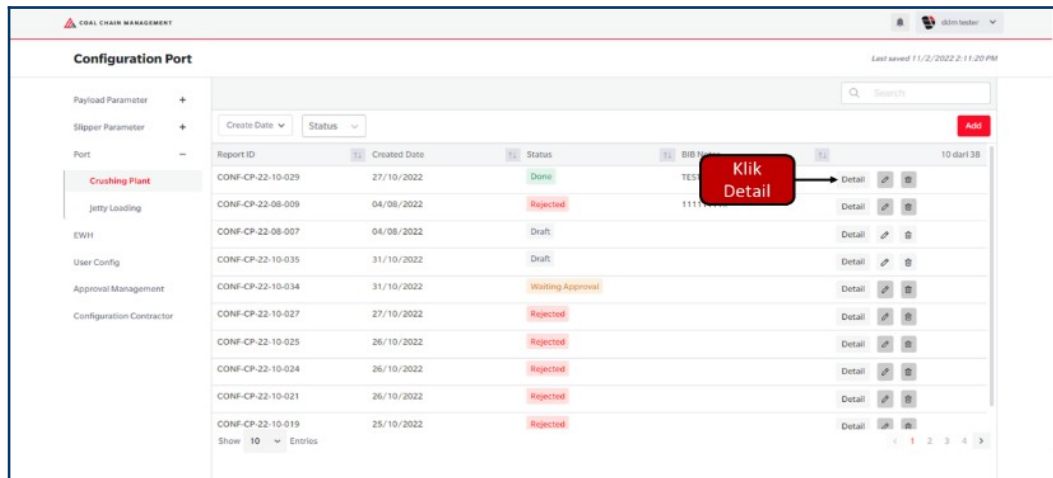 COAL CHAIN MANAGEMENT
ddm tester
Configuration Port
Last saved 11/2/2022 2:11:20 PM
Payload Parameter +
Slipper Parameter +
Port −
Crushing Plant
Jetty Loading
EWH
User Config
Approval Management
Configuration Contractor
Search
Create Date
Status
Add
Report ID Created Date Status BIB 10 dari 38
CONF-CP-22-10-029 27/10/2022 Done TEST Detail
Klik
Detail
CONF-CP-22-08-009 04/08/2022 Rejected Detail
CONF-CP-22-08-007 04/08/2022 Draft Detail
CONF-CP-22-10-035 31/10/2022 Draft Detail
CONF-CP-22-10-034 31/10/2022 Waiting Approval Detail
CONF-CP-22-10-027 27/10/2022 Rejected Detail
CONF-CP-22-10-025 26/10/2022 Rejected Detail
CONF-CP-22-10-024 26/10/2022 Rejected Detail
CONF-CP-22-10-021 26/10/2022 Rejected Detail
CONF-CP-22-10-019 25/10/2022 Rejected Detail
Show 10 Entries
< 1 2 3 4 >